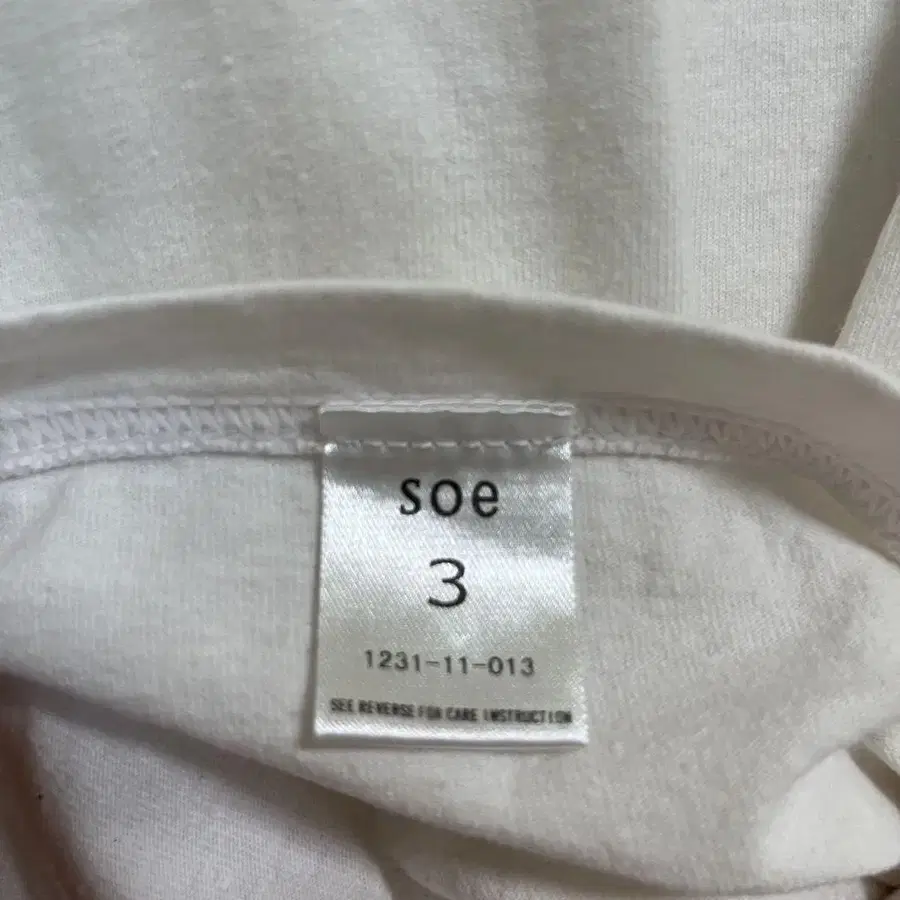 soe
3
1231-11-013
SEE REVERSE FOR CARE INSTRUCTION